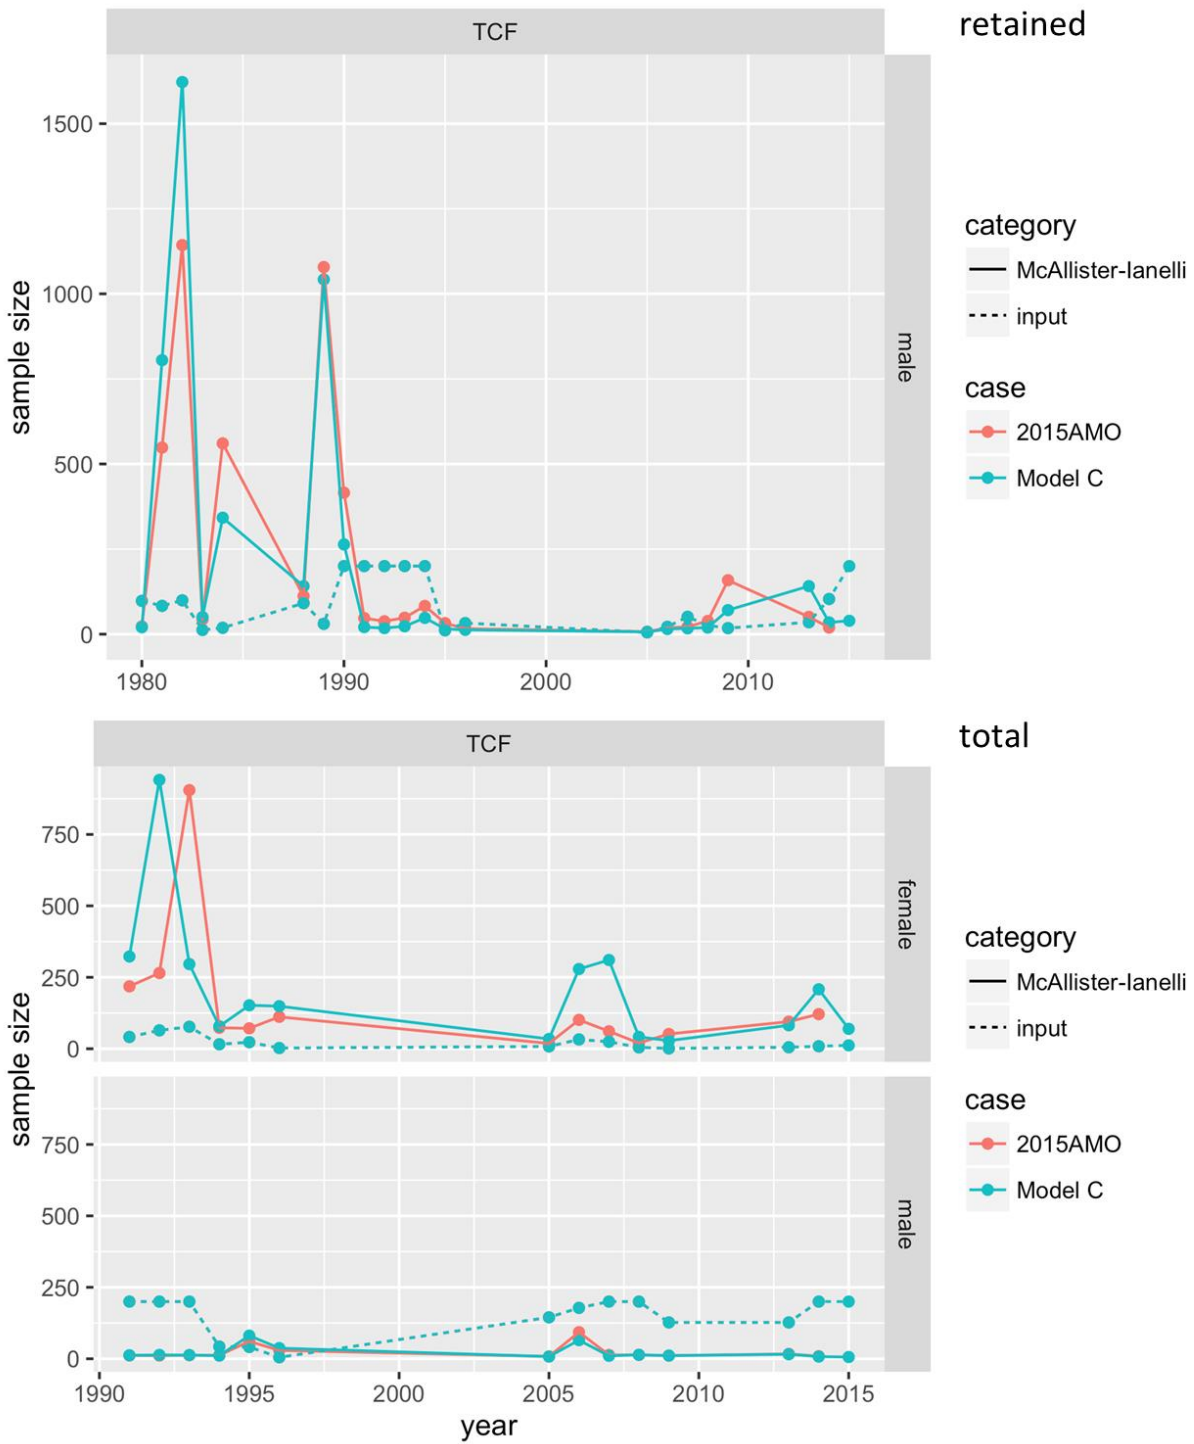 TCF
retained
1500
1000
500
0
sample size
male
1980
1990
2000
2010
category
McAllister-Ianelli
input
case
2015AMO
Model C
TCF
total
750
500
250
0
female
750
500
250
0
male
sample size
1990
1995
2000
2005
2010
2015
year
category
McAllister-Ianelli
input
case
2015AMO
Model C